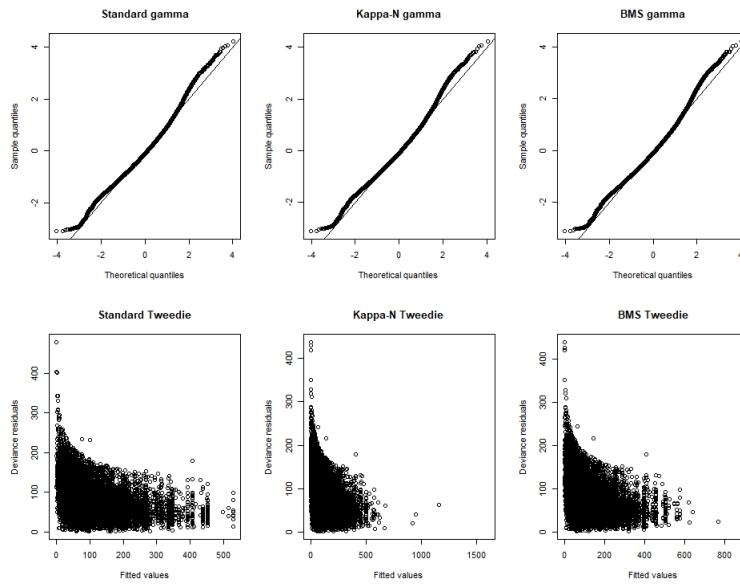 Standard gamma
Kappa-N gamma
BMS gamma
Sample quantiles
4
2
0
-2
-4 -2 0 2 4
Theoretical quantiles
Sample quantiles
4
2
0
-2
-4 -2 0 2 4
Theoretical quantiles
Sample quantiles
4
2
0
-2
-4 -2 0 2 4
Theoretical quantiles
Standard Tweedie
Kappa-N Tweedie
BMS Tweedie
Deviance residuals
400
300
200
100
0
0 100 200 300 400 500
Fitted values
Deviance residuals
400
300
200
100
0
0 500 1000 1500
Fitted values
Deviance residuals
400
300
200
100
0
0 200 400 600 800
Fitted values